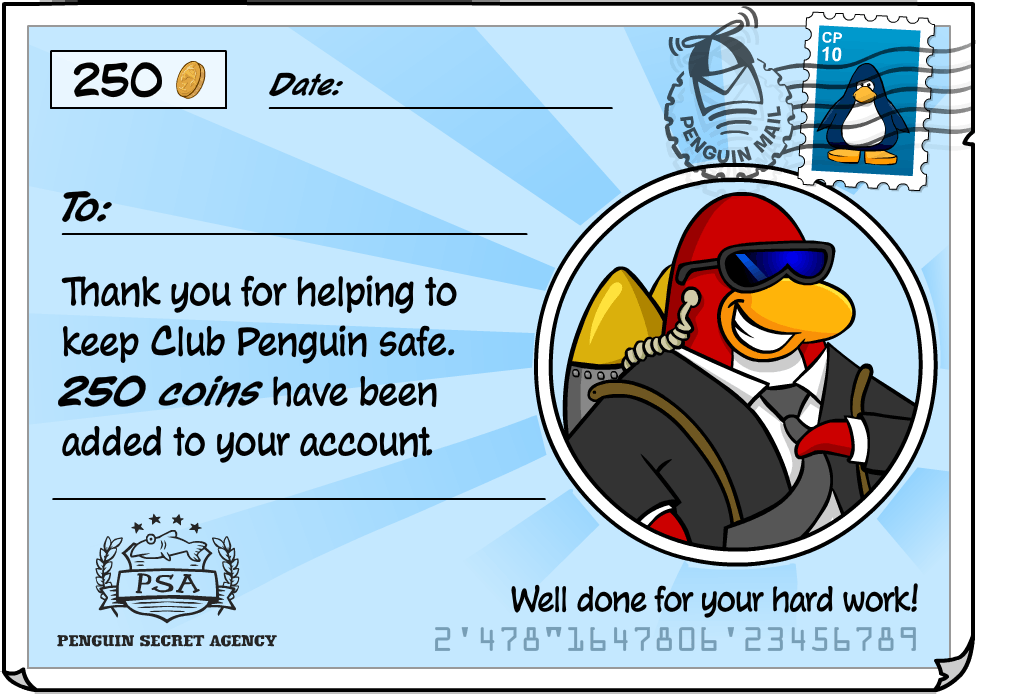 250
Date:
CP
10
PENGUIN MAIL
To:
Thank you for helping to
keep Club Penguin safe.
250 coins have been
added to your account.
PSA
PENGUIN SECRET AGENCY
Well done for your hard work!
2'478"1647806'23456789